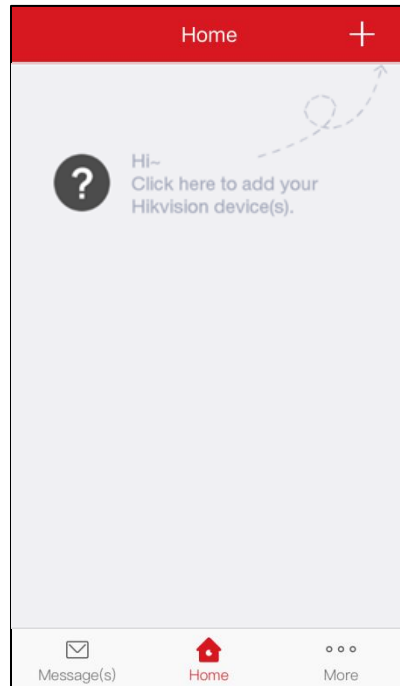 Home
Hi~
Click here to add your
Hikvision device(s).
Message(s)
Home
More